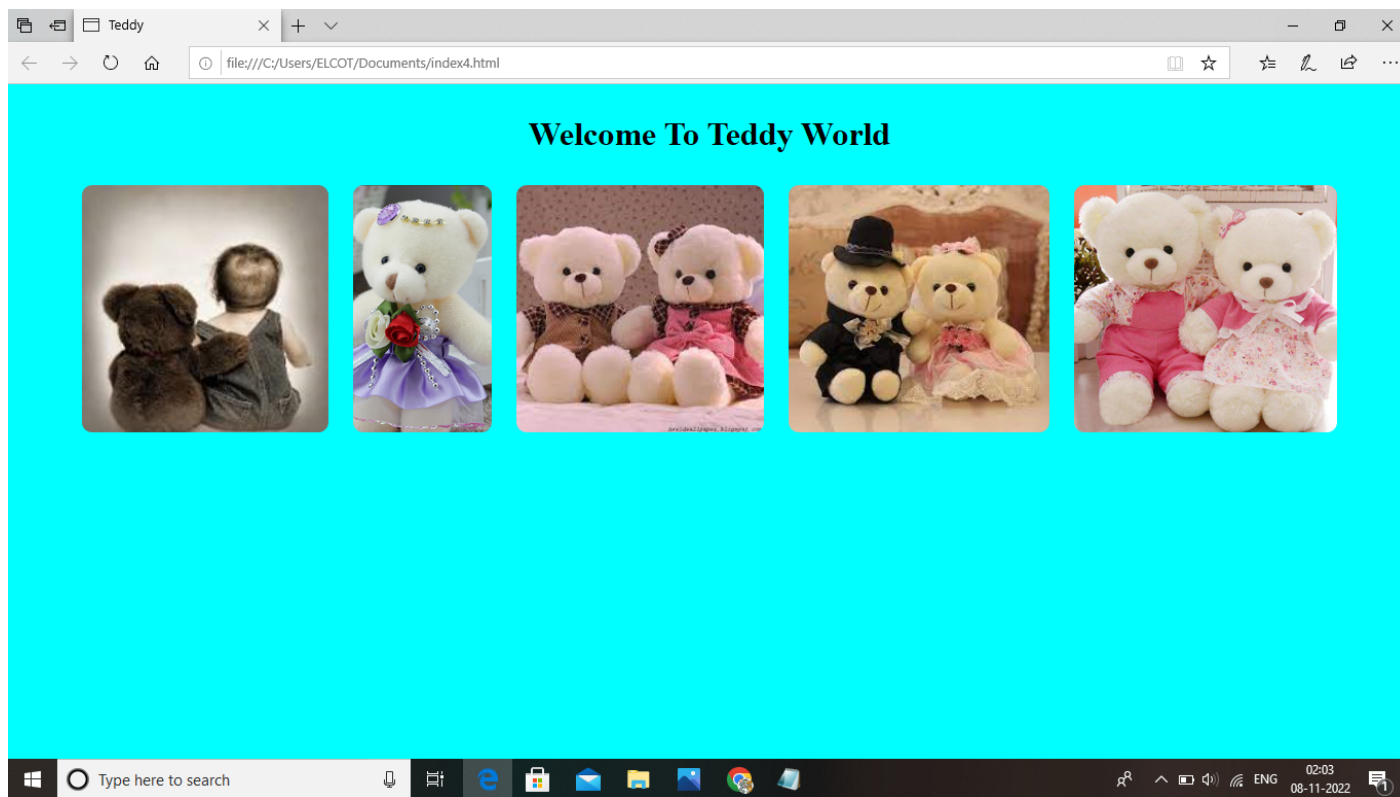 Teddy
file:///C:/Users/ELCOT/Documents/index4.html
Welcome To Teddy World
Type here to search
ENG
02:03
08-11-2022
1